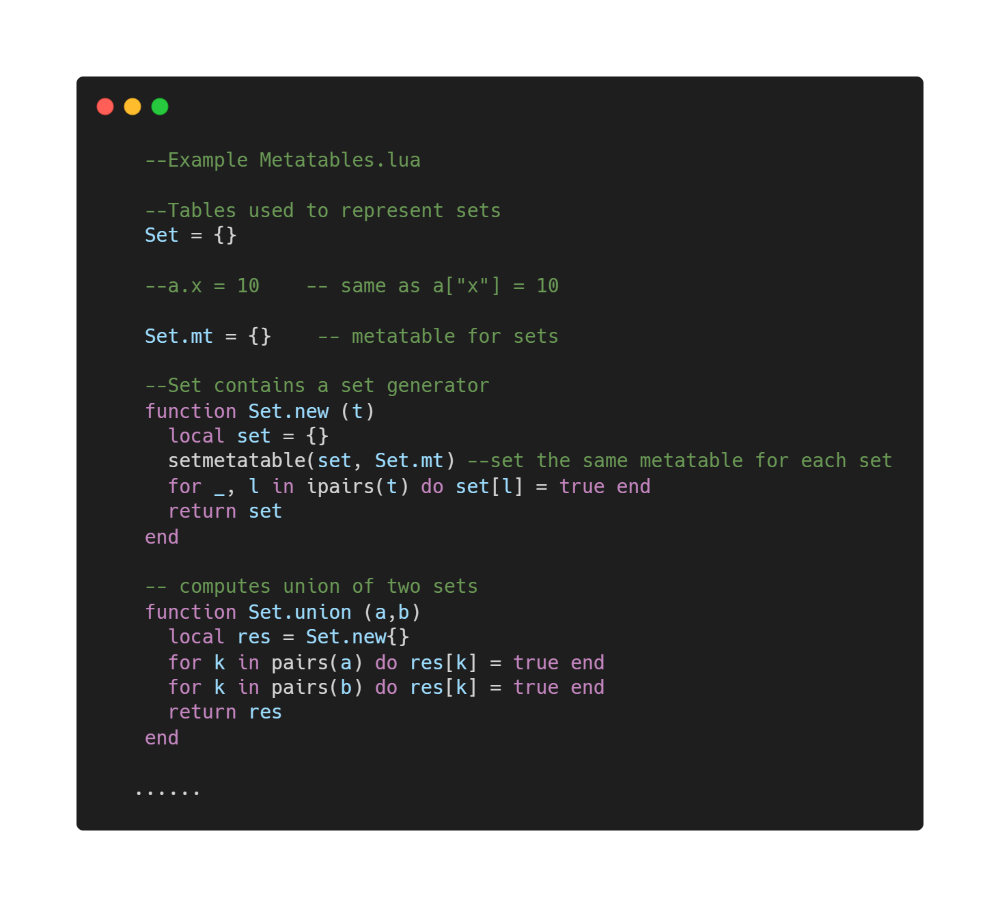 --Example Metatables.lua
--Tables used to represent sets
Set = {}
--a.x = 10    -- same as a["x"] = 10
Set.mt = {}    -- metatable for sets
--Set contains a set generator
function Set.new (t)
  local set = {}
  setmetatable(set, Set.mt) --set the same metatable for each set
  for _, l in ipairs(t) do set[l] = true end
  return set
end
-- computes union of two sets
function Set.union (a,b)
  local res = Set.new{}
  for k in pairs(a) do res[k] = true end
  for k in pairs(b) do res[k] = true end
  return res
end
......